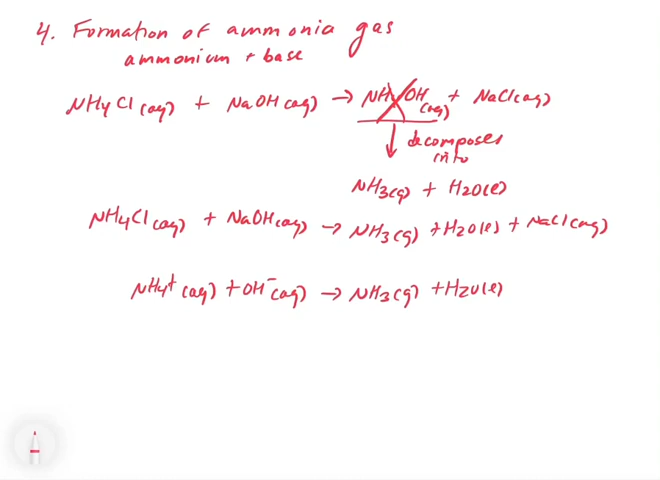 4. Formation of ammonia gas
ammonium + base
NH4Cl(aq) + NaOH(aq) → NH4OH(aq) + NaCl(aq)
↓ decomposes into
NH3(g) + H2O(l)
NH4Cl(aq) + NaOH(aq) → NH3(g) + H2O(l) + NaCl(aq)
NH4+(aq) + OH-(aq) → NH3(g) + H2O(l)